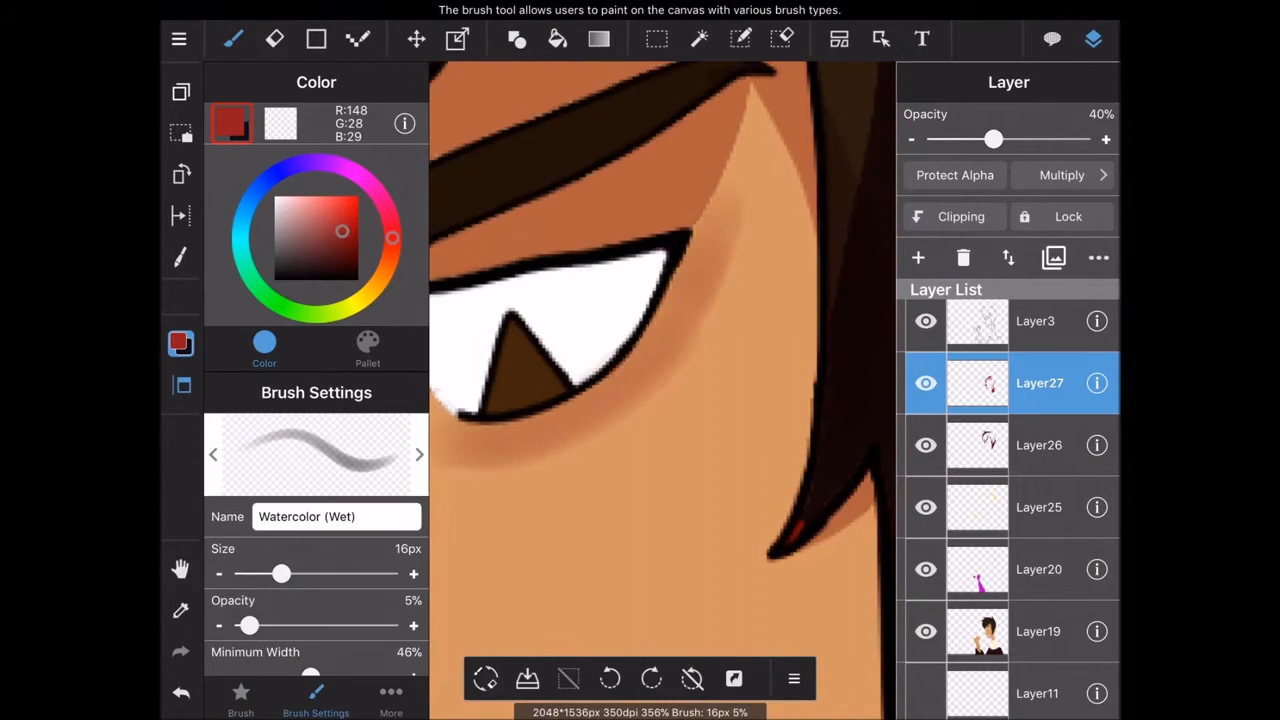 The brush tool allows users to paint on the canvas with various brush types.
T
Color
R:148
G:28
B:29
Color
Pallet
Brush Settings
Name
Watercolor (Wet)
Size
16px
-
+
Opacity
5%
-
+
Minimum Width
46%
Brush
Brush Settings
More
2048*1536px 350dpi 356% Brush: 16px 5%
Layer
Opacity
40%
-
+
Protect Alpha
Multiply
Clipping
Lock
Layer List
Layer3
Layer27
Layer26
Layer25
Layer20
Layer19
Layer11